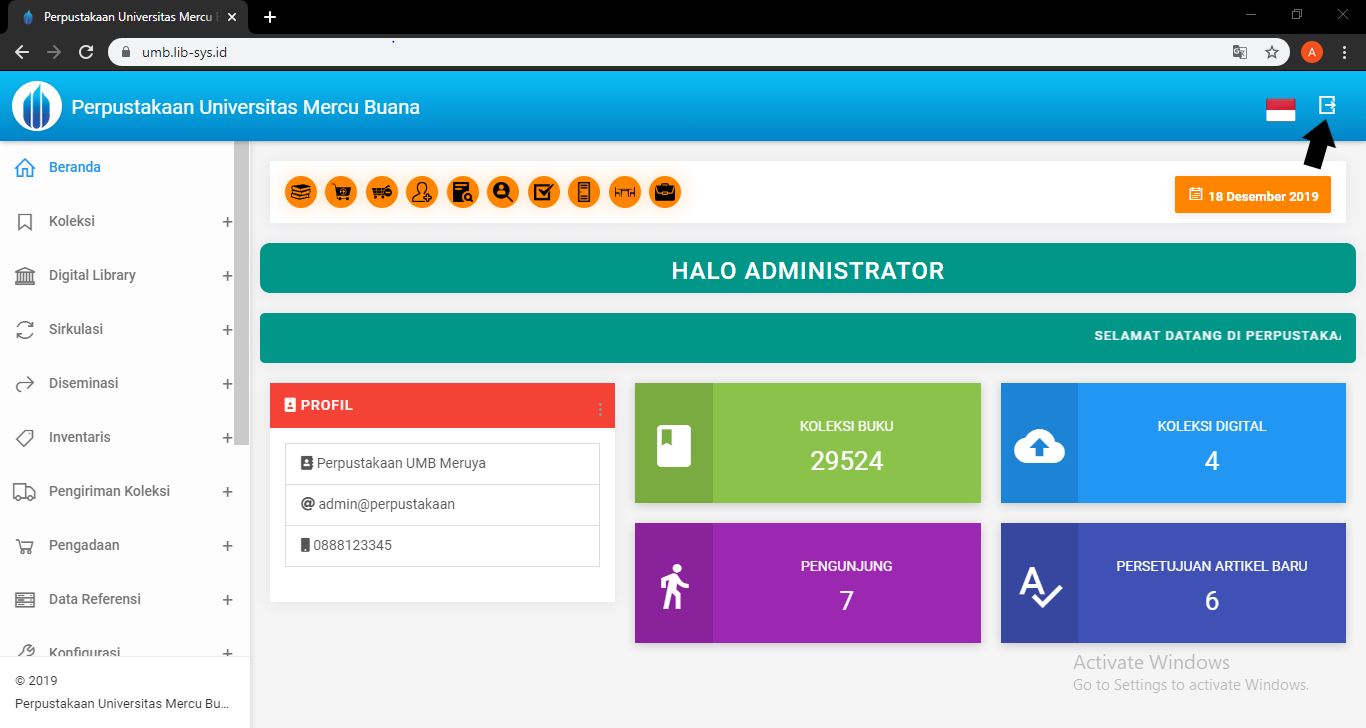 Perpustakaan Universitas Mercu B
umb.lib-sys.id
A
Perpustakaan Universitas Mercu Buana
Beranda
Koleksi
Digital Library
Sirkulasi
Diseminasi
Inventaris
Pengiriman Koleksi
Pengadaan
Data Referensi
Konfigurasi
© 2019
Perpustakaan Universitas Mercu Bu...
18 Desember 2019
HALO ADMINISTRATOR
SELAMAT DATANG DI PERPUSTAKAA
PROFIL
Perpustakaan UMB Meruya
admin@perpustakaan
0888123345
KOLEKSI BUKU
29524
KOLEKSI DIGITAL
4
PENGUNJUNG
7
PERSETUJUAN ARTIKEL BARU
6
Activate Windows
Go to Settings to activate Windows.